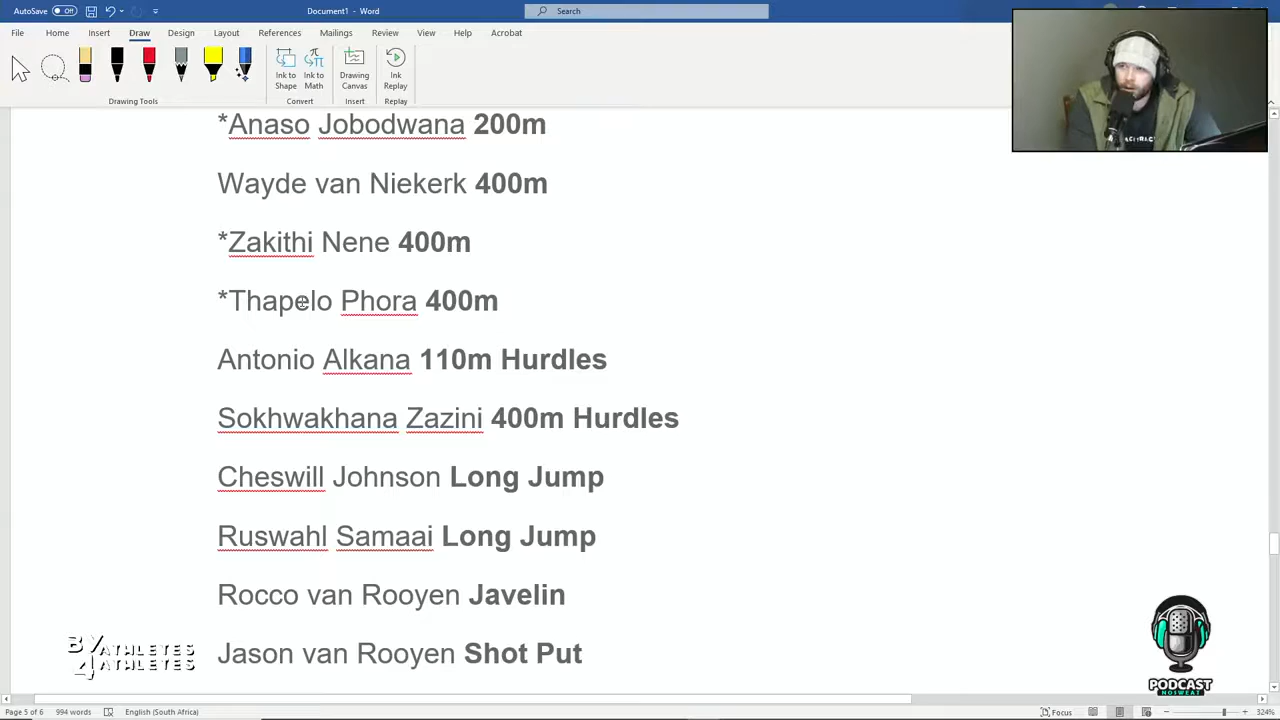 AutoSave Off Document1 - Word Search
File Home Insert Draw Design Layout References Mailings Review View Help Acrobat
Ink to Shape Ink to Math Drawing Canvas Ink Replay
Drawing Tools Convert Insert Replay
*Anaso Jobodwana 200m
Wayde van Niekerk 400m
*Zakithi Nene 400m
*Thapelo Phora 400m
Antonio Alkana 110m Hurdles
Sokhwakhana Zazini 400m Hurdles
Cheswill Johnson Long Jump
Ruswahl Samaai Long Jump
Rocco van Rooyen Javelin
Jason van Rooyen Shot Put
BY ATHLETES
4 ATHLETES
PODCAST
NOSWEAT
Page 5 of 6 994 words English (South Africa) Focus 324%